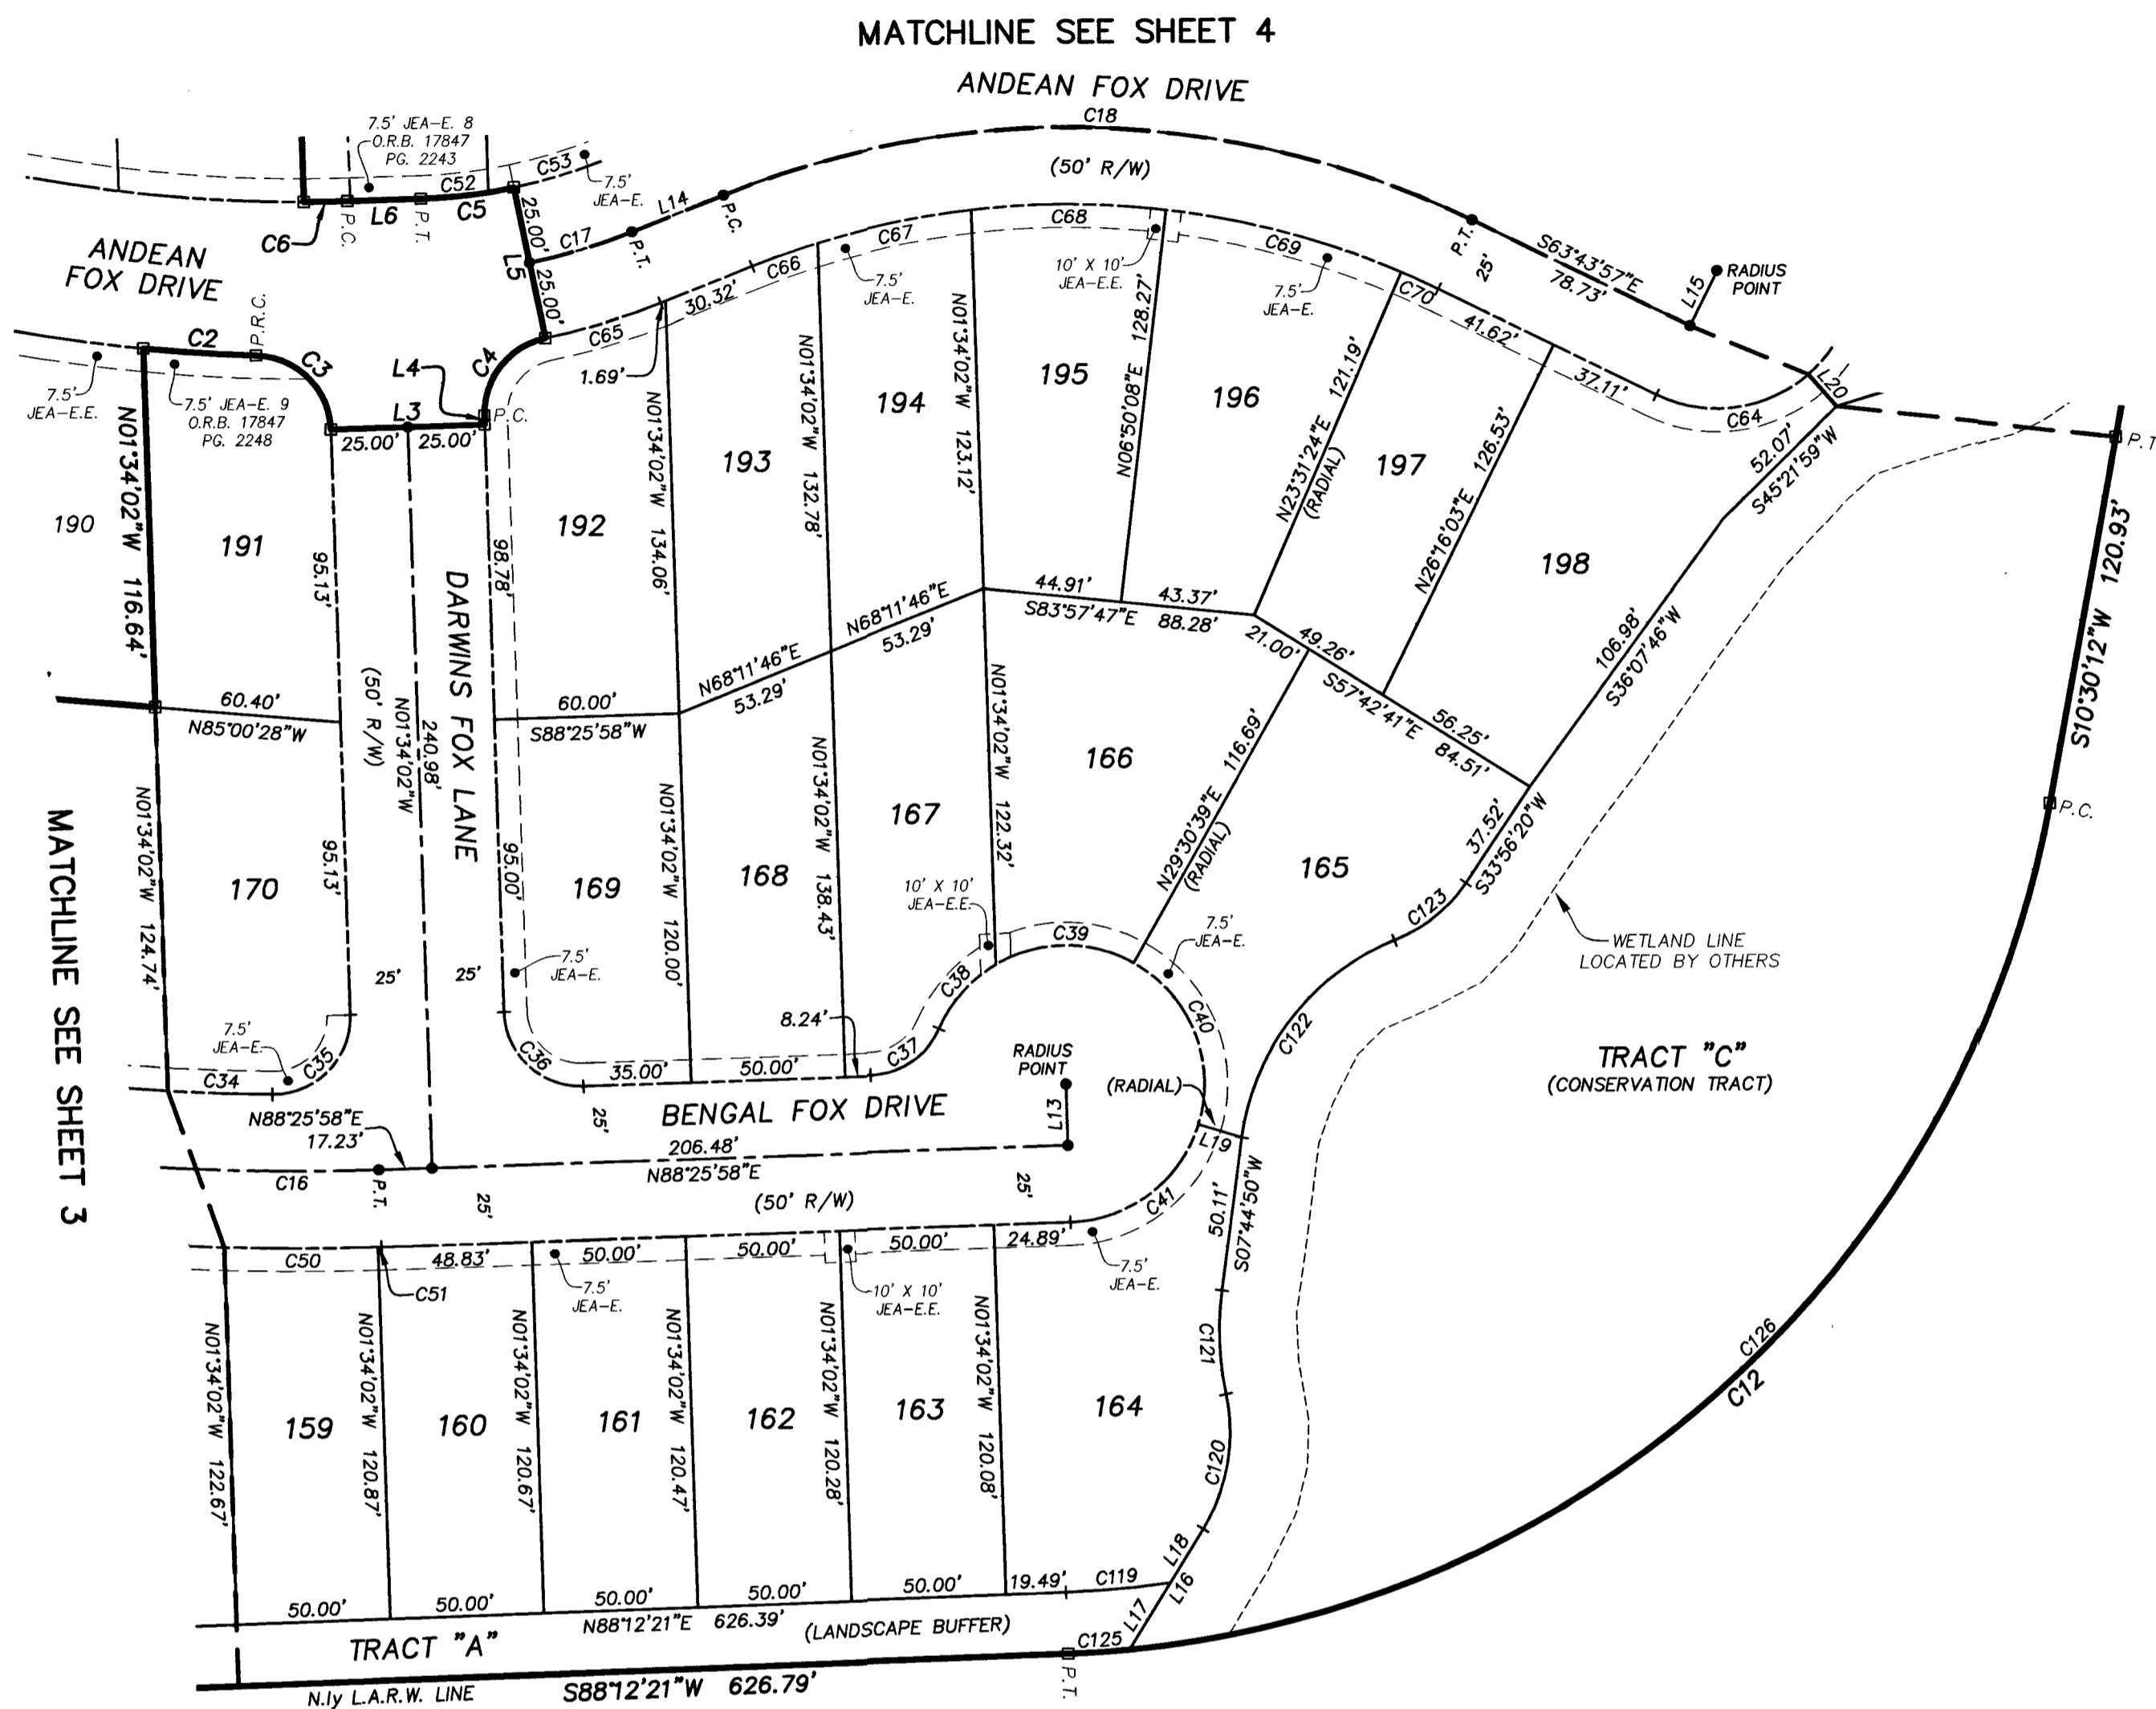 MATCHLINE SEE SHEET 4
ANDEAN FOX DRIVE
C18
(50' R/W)
7.5' JEA-E. 8
O.R.B. 17847
PG. 2243
C52
C53
7.5'
JEA-E.
C6
P.C.
L6
P.T.
C5
25.00'
L5
25.00'
C17
P.T.
L14
P.C.
ANDEAN
FOX DRIVE
P.R.C.
C2
C3
L4
C4
P.C.
L3
25.00'
25.00'
7.5'
JEA-E.E.
7.5' JEA-E. 9
O.R.B. 17847
PG. 2248
C65
30.32'
1.69'
C66
C67
7.5'
JEA-E.
C68
10' X 10'
JEA-E.E.
C69
7.5'
JEA-E.
C70
41.62'
37.11'
C64
P.T.
25'
S63°43'57"E
78.73'
L15
RADIUS
POINT
L20
52.07'
S45°21'59"W
P.T.
N01°34'02"W 116.64'
190
191
95.13'
98.78'
192
N01°34'02"W 134.06'
193
N01°34'02"W 132.78'
194
N01°34'02"W 123.12'
195
N06°50'08"E 128.27'
196
N23°31'24"E 121.19'
(RADIAL)
197
N26°16'03"E 126.53'
198
106.98'
S36°07'46"W
S10°30'12"W 120.93'
P.C.
60.40'
N85°00'28"W
(50' R/W)
N01°34'02"W
240.98'
DARWINS FOX LANE
60.00'
S88°25'58"W
N68°11'46"E
53.29'
N68°11'46"E
53.29'
44.91'
43.37'
S83°57'47"E 88.28'
21.00'
49.26'
S57°42'41"E 84.51'
56.25'
N01°34'02"W 124.74'
170
95.13'
25'
25'
95.00'
7.5'
JEA-E.
169
N01°34'02"W 120.00'
168
N01°34'02"W 138.43'
167
N01°34'02"W 122.32'
10' X 10'
JEA-E.E.
166
N29°30'39"E 116.69'
(RADIAL)
165
37.52'
S33°56'20"W
C123
C122
WETLAND LINE
LOCATED BY OTHERS
TRACT "C"
(CONSERVATION TRACT)
MATCHLINE SEE SHEET 3
7.5'
JEA-E.
C34
C35
C36
35.00'
50.00'
8.24'
C37
C38
C39
7.5'
JEA-E.
C40
RADIUS
POINT
L13
(RADIAL)
L19
C41
N88°25'58"E
17.23'
C16
P.T.
25'
BENGAL FOX DRIVE
206.48'
N88°25'58"E
(50' R/W)
25'
25'
50.11'
S07°44'50"W
C50
C51
48.83'
50.00'
50.00'
50.00'
24.89'
7.5'
JEA-E.
10' X 10'
JEA-E.E.
7.5'
JEA-E.
N01°34'02"W 122.67'
159
N01°34'02"W 120.87'
160
N01°34'02"W 120.67'
161
N01°34'02"W 120.47'
162
N01°34'02"W 120.28'
163
N01°34'02"W 120.08'
164
C121
C120
C126
C12
50.00'
50.00'
50.00'
50.00'
50.00'
19.49'
C119
L18
L16
L17
N88°12'21"E 626.39'
(LANDSCAPE BUFFER)
TRACT "A"
C125
P.T.
N.ly L.A.R.W. LINE
S88°12'21"W 626.79'